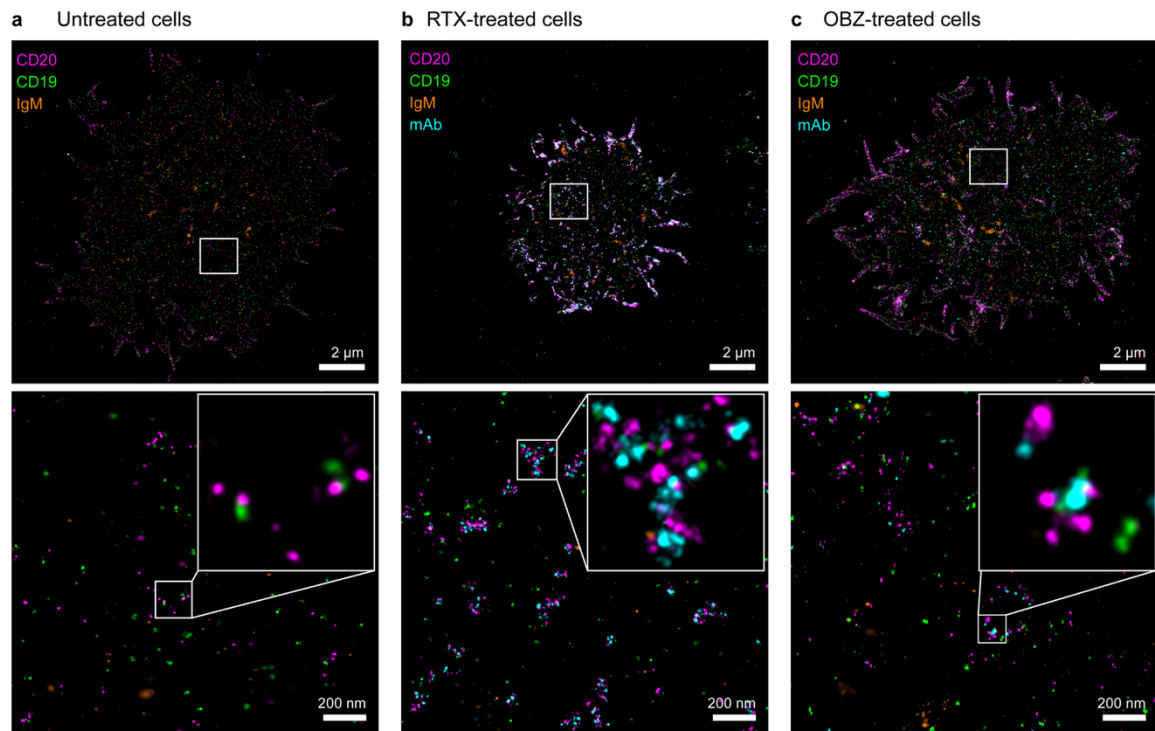 a Untreated cells
CD20
CD19
IgM
2 µm
b RTX-treated cells
CD20
CD19
IgM
mAb
2 µm
c OBZ-treated cells
CD20
CD19
IgM
mAb
2 µm
200 nm
200 nm
200 nm